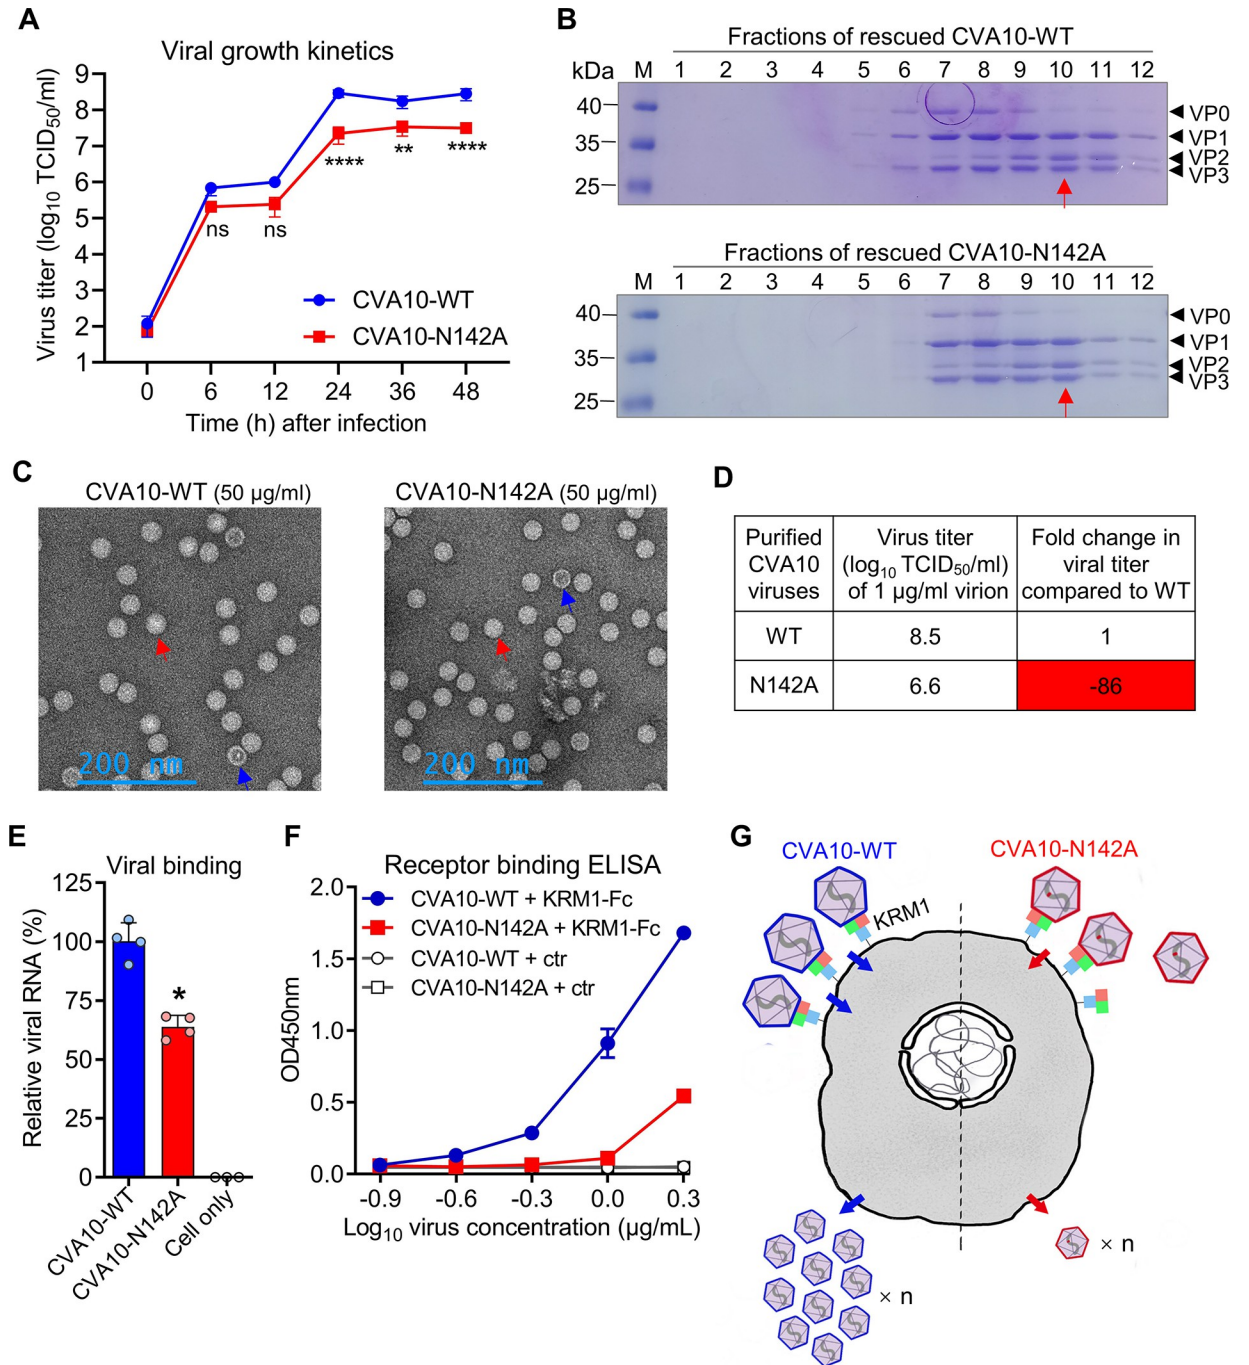 A
Viral growth kinetics
Virus titer (log10 TCID50/ml)
9
8
7
6
5
4
3
2
1
ns
ns
****
**
****
CVA10-WT
CVA10-N142A
0 6 12 24 36 48
Time (h) after infection
B
Fractions of rescued CVA10-WT
kDa M 1 2 3 4 5 6 7 8 9 10 11 12
40
35
25
VP0
VP1
VP2
VP3
Fractions of rescued CVA10-N142A
M 1 2 3 4 5 6 7 8 9 10 11 12
40
35
25
VP0
VP1
VP2
VP3
C
CVA10-WT (50 µg/ml)
200 nm
CVA10-N142A (50 µg/ml)
200 nm
D
Purified CVA10 viruses
Virus titer (log10 TCID50/ml) of 1 µg/ml virion
Fold change in viral titer compared to WT
WT 8.5 1
N142A 6.6 -86
E
Viral binding
Relative viral RNA (%)
125
100
75
50
25
0
*
CVA10-WT
CVA10-N142A
Cell only
F
Receptor binding ELISA
OD450nm
2.0
1.5
1.0
0.5
0.0
CVA10-WT + KRM1-Fc
CVA10-N142A + KRM1-Fc
CVA10-WT + ctr
CVA10-N142A + ctr
-0.9 -0.6 -0.3 0.0 0.3
Log10 virus concentration (µg/mL)
G
CVA10-WT
CVA10-N142A
KRM1
× n
× n